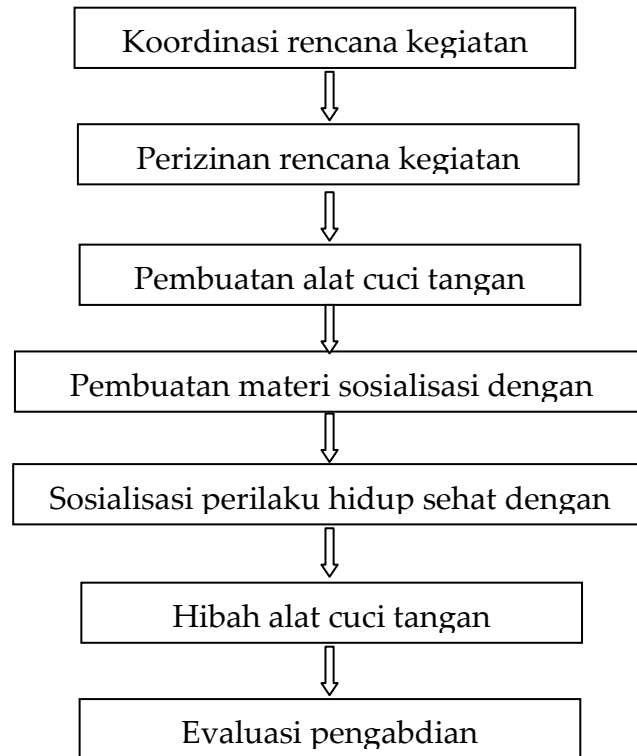 Koordinasi rencana kegiatan
Perizinan rencana kegiatan
Pembuatan alat cuci tangan
Pembuatan materi sosialisasi dengan
Sosialisasi perilaku hidup sehat dengan
Hibah alat cuci tangan
Evaluasi pengabdian